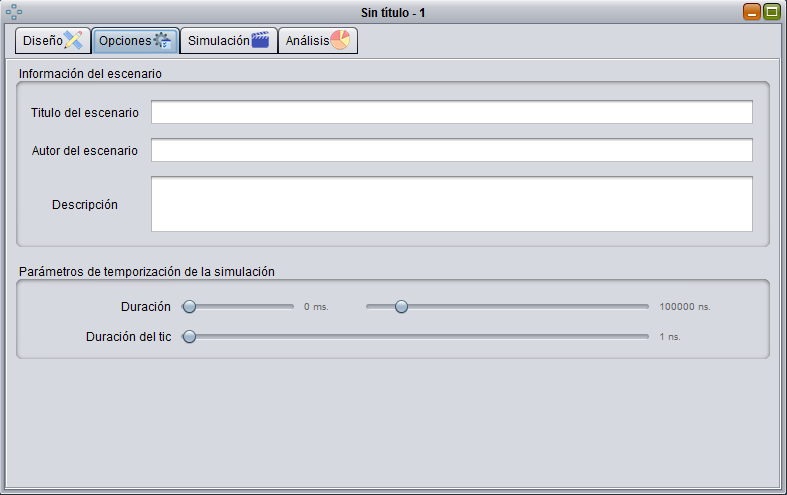 Sin título - 1
Diseño Opciones Simulación Análisis
Información del escenario
Titulo del escenario
Autor del escenario
Descripción
Parámetros de temporización de la simulación
Duración 0 ms. 100000 ns.
Duración del tic 1 ns.